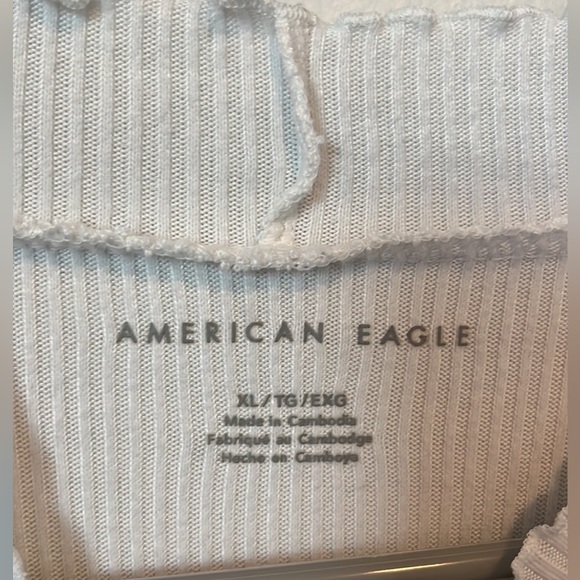 AMERICAN EAGLE
XL/TG/EXG
Made in Cambodia
Fabriqué au Cambodge
Hecho en Camboya